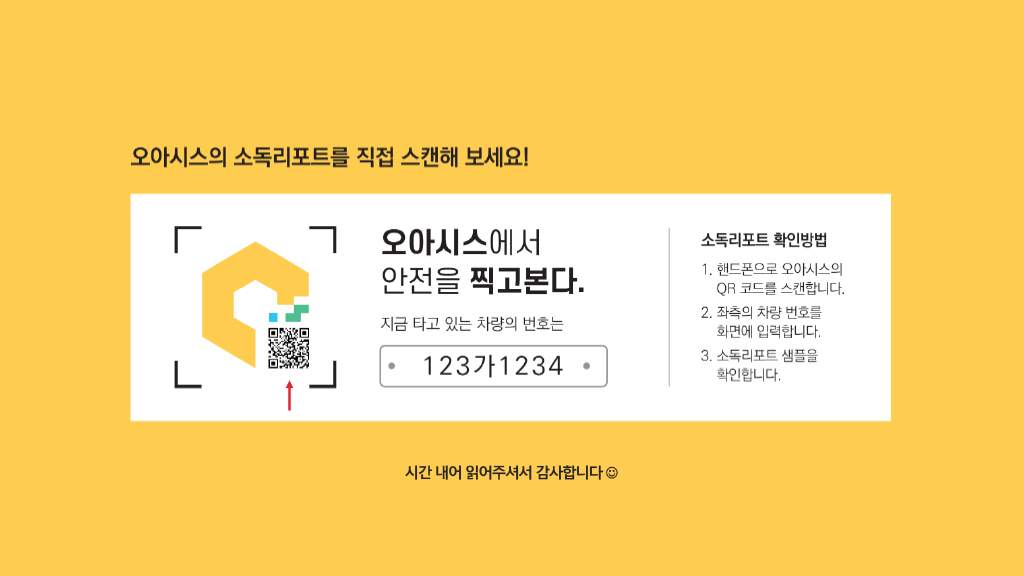 오아시스의 소독리포트를 직접 스캔해 보세요!
오아시스에서
안전을 찍고본다.
지금 타고 있는 차량의 번호는
123가1234
소독리포트 확인방법
1. 핸드폰으로 오아시스의
QR 코드를 스캔합니다.
2. 좌측의 차량 번호를
화면에 입력합니다.
3. 소독리포트 샘플을
확인합니다.
시간 내어 읽어주셔서 감사합니다☺